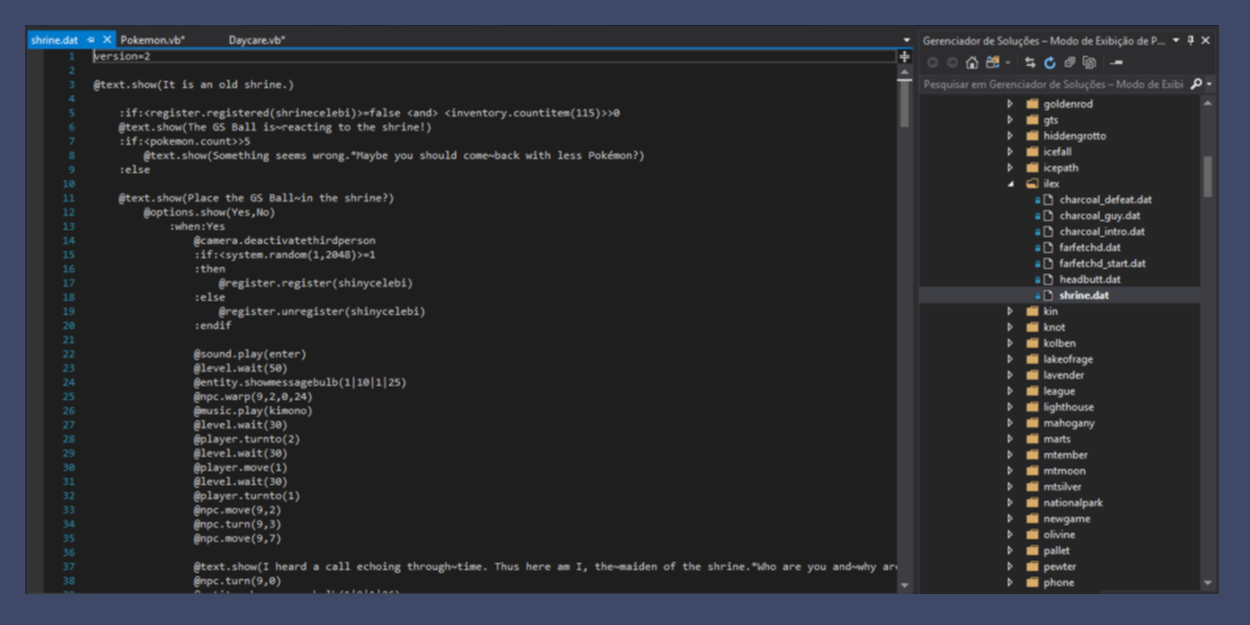 shrine.dat Pokemon.vb* Daycare.vb*
1 version=2
2
3 @text.show(It is an old shrine.)
4
5 :if:<register.registered(shrinecelebi)>=false <and> <inventory.countitem(115)>>0
6 @text.show(The GS Ball is~reacting to the shrine!)
7 :if:<pokemon.count>>5
8 @text.show(Something seems wrong.*Maybe you should come~back with less Pokémon?)
9 :else
10
11 @text.show(Place the GS Ball~in the shrine?)
12 @options.show(Yes,No)
13 :when:Yes
14 @camera.deactivatethirdperson
15 :if:<system.random(1,2048)>=1
16 :then
17 @register.register(shinycelebi)
18 :else
19 @register.unregister(shinycelebi)
20 :endif
21
22 @sound.play(enter)
23 @level.wait(50)
24 @entity.showmessagebulb(1|10|1|25)
25 @npc.warp(9,2,0,24)
26 @music.play(kimono)
27 @level.wait(30)
28 @player.turnto(2)
29 @level.wait(30)
30 @player.move(1)
31 @level.wait(30)
32 @player.turnto(1)
33 @npc.move(9,2)
34 @npc.turn(9,3)
35 @npc.move(9,7)
36
37 @text.show(I heard a call echoing through~time. Thus here am I, the~maiden of the shrine.*Who are you and~why ar
38 @npc.turn(9,0)
Gerenciador de Soluções – Modo de Exibição de P...
Pesquisar em Gerenciador de Soluções – Modo de Exibi
goldenrod
gts
hiddengrotto
icefall
icepath
ilex
charcoal_defeat.dat
charcoal_guy.dat
charcoal_intro.dat
farfetchd.dat
farfetchd_start.dat
headbutt.dat
shrine.dat
kin
knot
kolben
lakeofrage
lavender
league
lighthouse
mahogany
marts
mtember
mtmoon
mtsilver
nationalpark
newgame
olivine
pallet
pewter
phone